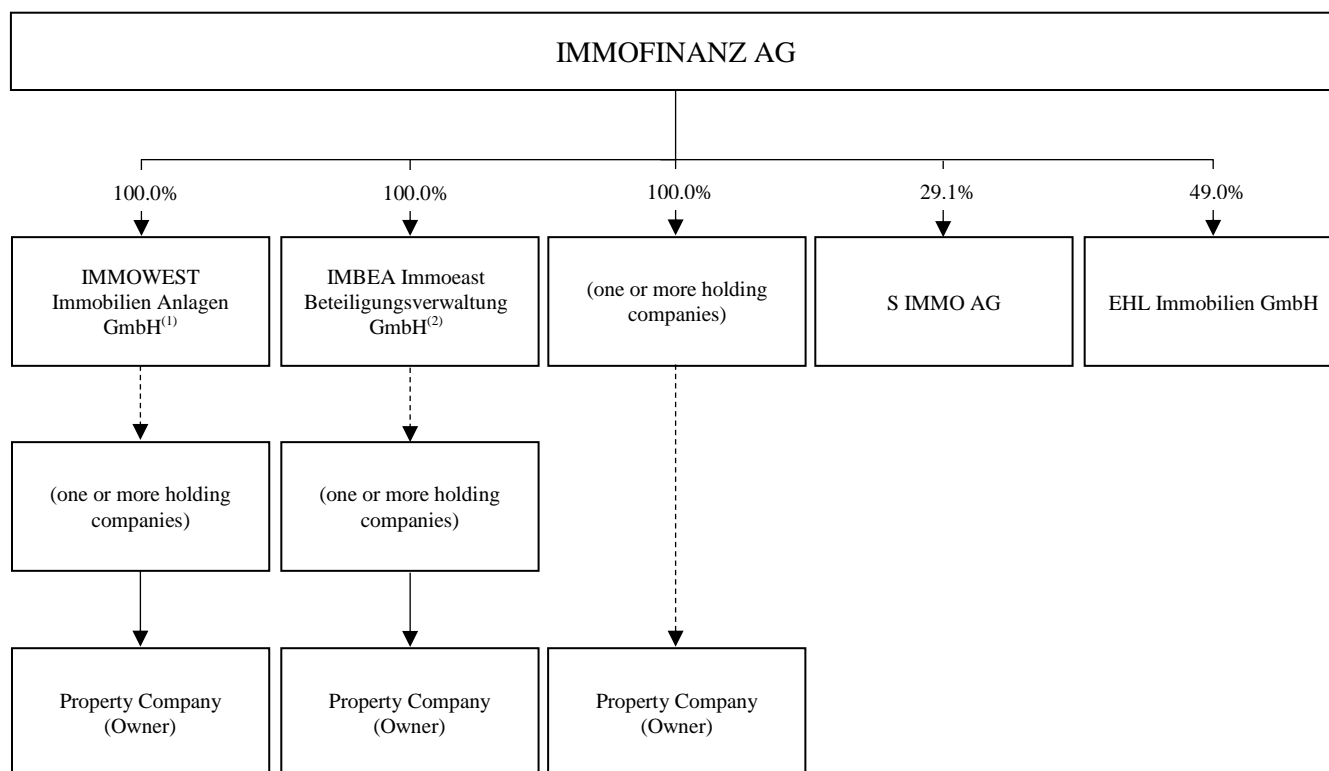 IMMOFINANZ AG
100.0%
100.0%
100.0%
29.1%
49.0%
IMMOWEST
Immobilien Anlagen
GmbH(1)
IMBEA Immoeast
Beteiligungsverwaltung
GmbH(2)
(one or more holding
companies)
S IMMO AG
EHL Immobilien GmbH
(one or more holding
companies)
(one or more holding
companies)
Property Company
(Owner)
Property Company
(Owner)
Property Company
(Owner)